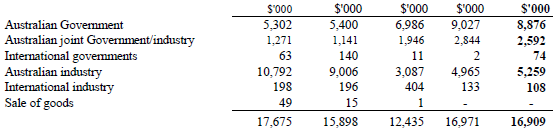 $'000 $'000 $'000 $'000 $'000
Australian Government 5,302 5,400 6,986 9,027 8,876
Australian joint Government/industry 1,271 1,141 1,946 2,844 2,592
International governments 63 140 11 2 74
Australian industry 10,792 9,006 3,087 4,965 5,259
International industry 198 196 404 133 108
Sale of goods 49 15 1 - -
17,675 15,898 12,435 16,971 16,909